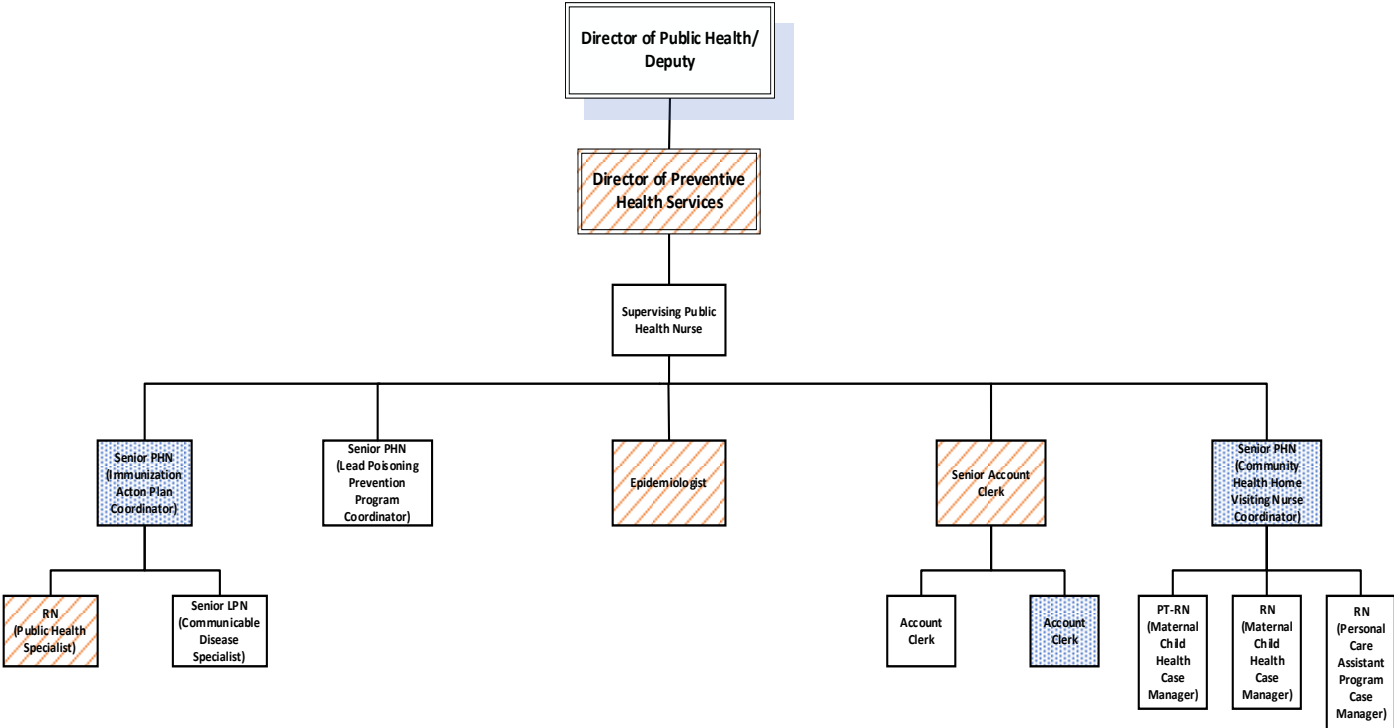 Director of Public Health/
Deputy
Director of Preventive
Health Services
Supervising Public
Health Nurse
Senior PHN
(Immunization
Acton Plan
Coordinator)
Senior PHN
(Lead Poisoning
Prevention
Program
Coordinator)
Epidemiologist
Senior Account
Clerk
Senior PHN
(Community
Health Home
Visiting Nurse
Coordinator)
RN
(Public Health
Specialist)
Senior LPN
(Communicable
Disease
Specialist)
Account
Clerk
Account
Clerk
PT-RN
(Maternal
Child
Health
Case
Manager)
RN
(Maternal
Child
Health
Case
Manager)
RN
(Personal
Care
Assistant
Program
Case
Manager)